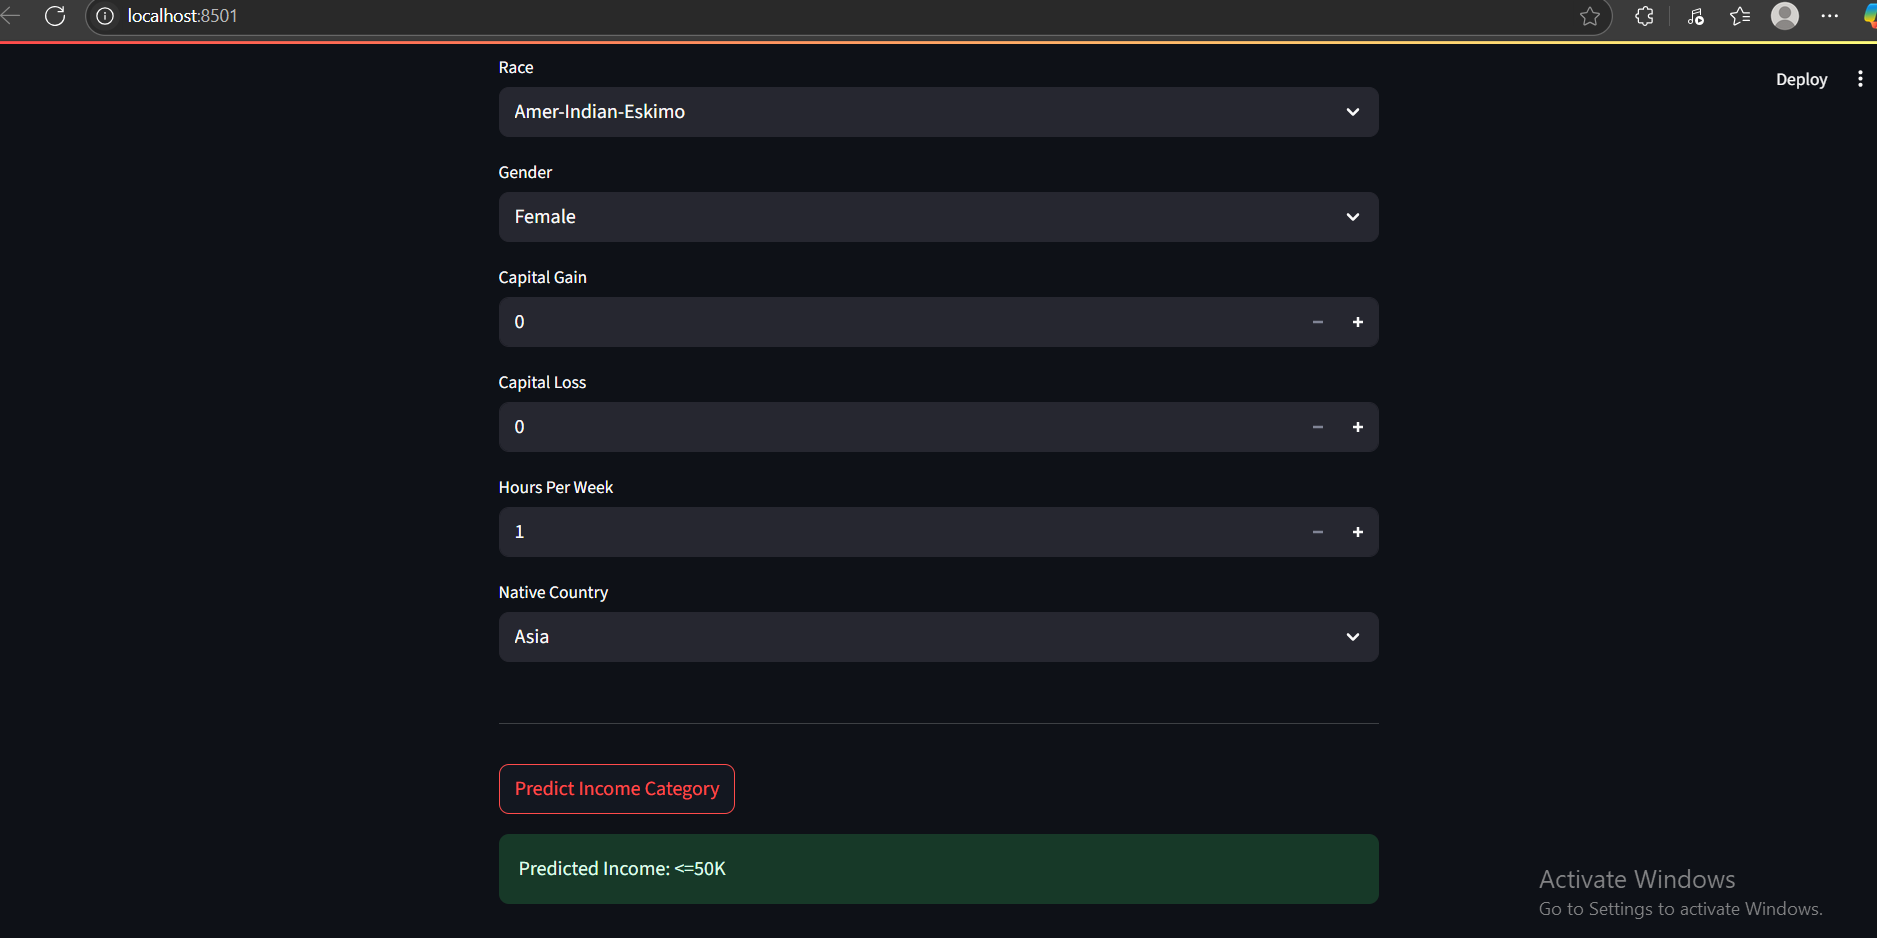 localhost:8501
Deploy
Race
Amer-Indian-Eskimo
Gender
Female
Capital Gain
0
Capital Loss
0
Hours Per Week
1
Native Country
Asia
Predict Income Category
Predicted Income: <=50K
Activate Windows
Go to Settings to activate Windows.